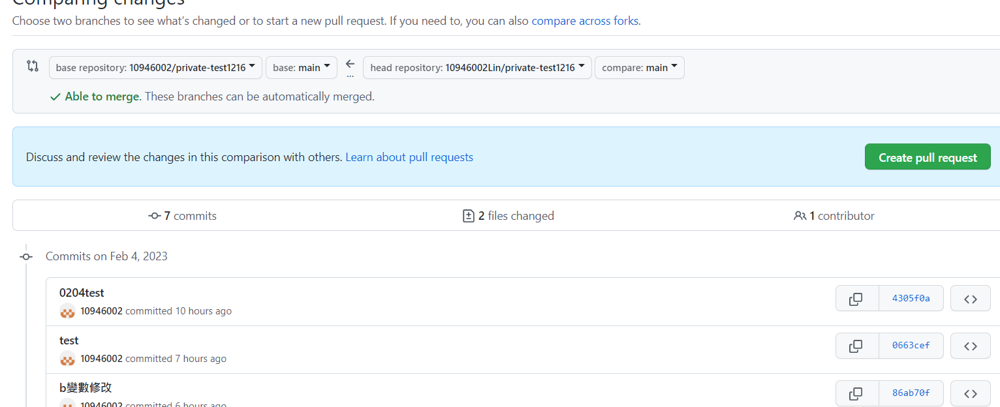 Comparing changes
Choose two branches to see what's changed or to start a new pull request. If you need to, you can also compare across forks.
base repository: 10946002/private-test1216 base: main ... head repository: 10946002Lin/private-test1216 compare: main
Able to merge. These branches can be automatically merged.
Discuss and review the changes in this comparison with others. Learn about pull requests
Create pull request
7 commits 2 files changed 1 contributor
Commits on Feb 4, 2023
0204test
10946002 committed 10 hours ago
4305f0a
test
10946002 committed 7 hours ago
0663cef
b變數修改
10946002 committed 6 hours ago
86ab70f